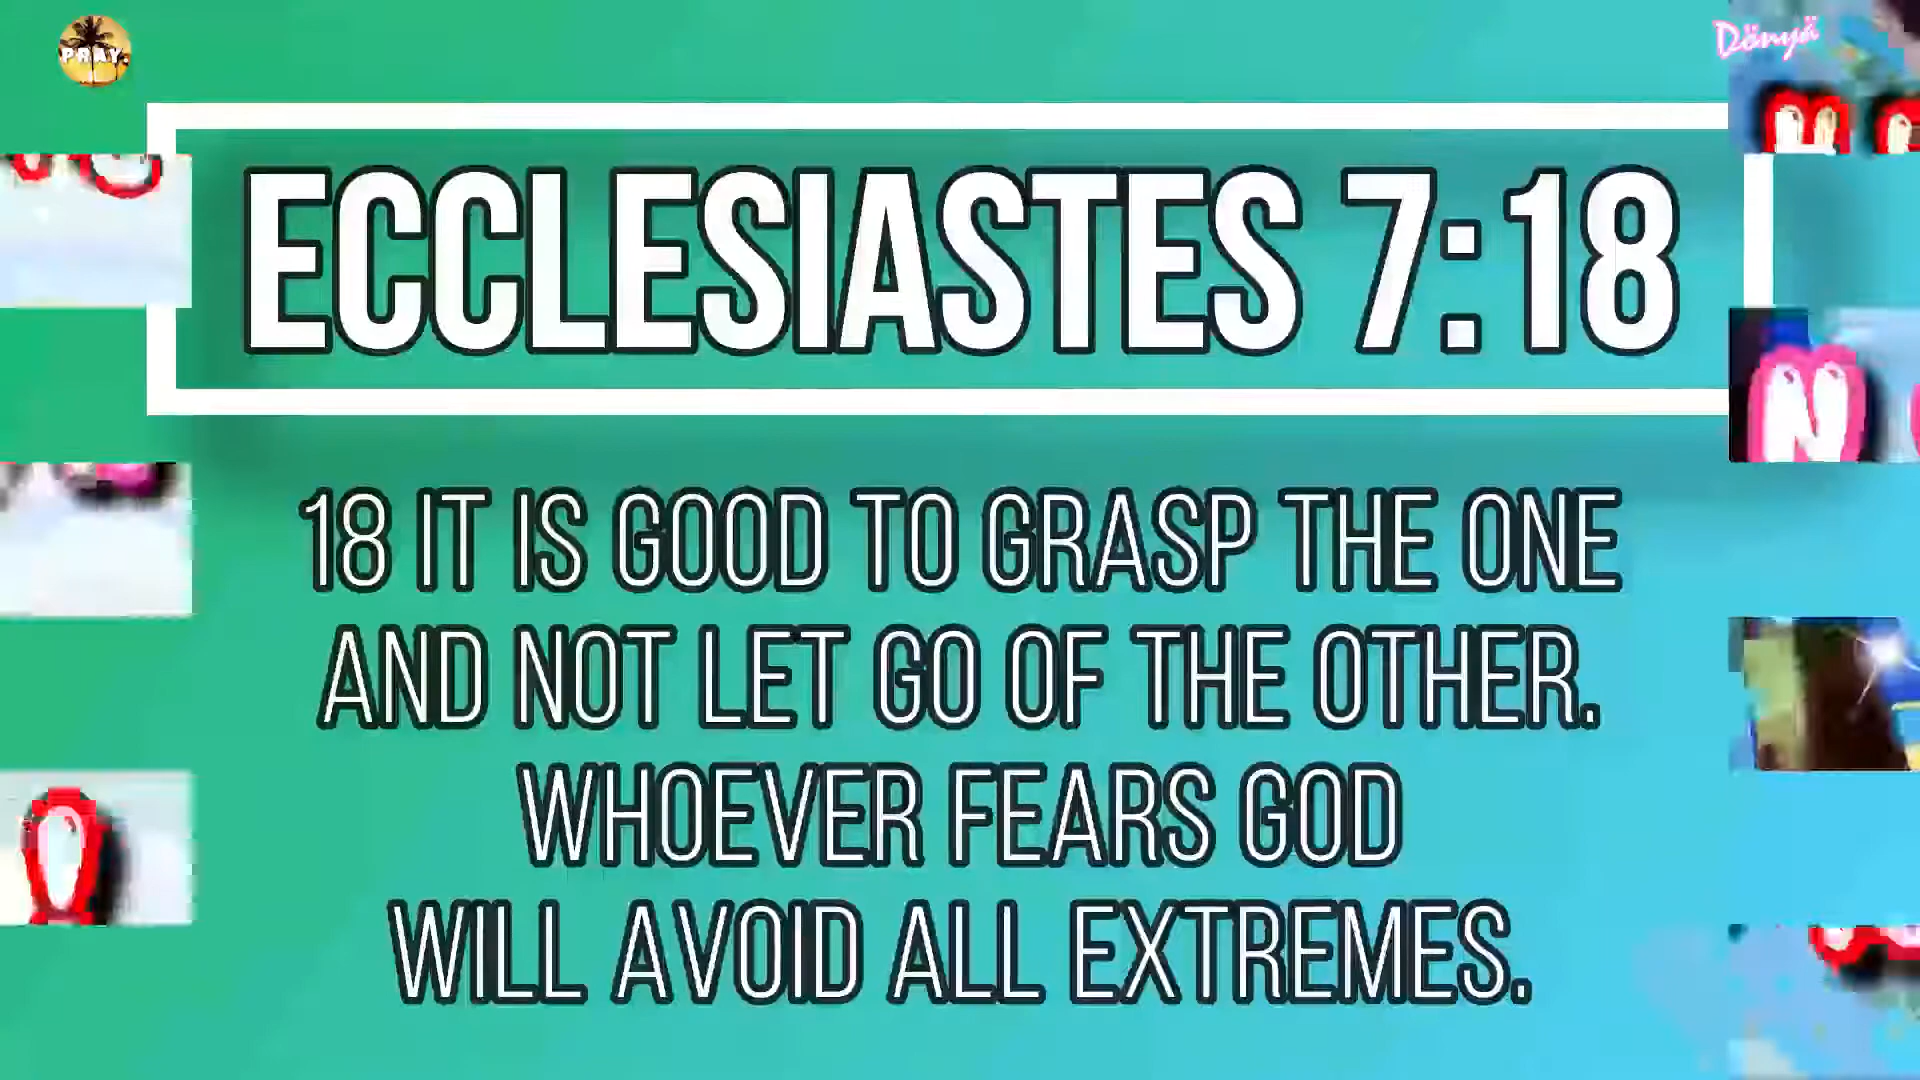 PRAY.
Dönyä
ECCLESIASTES 7:18
18 IT IS GOOD TO GRASP THE ONE
AND NOT LET GO OF THE OTHER.
WHOEVER FEARS GOD
WILL AVOID ALL EXTREMES.